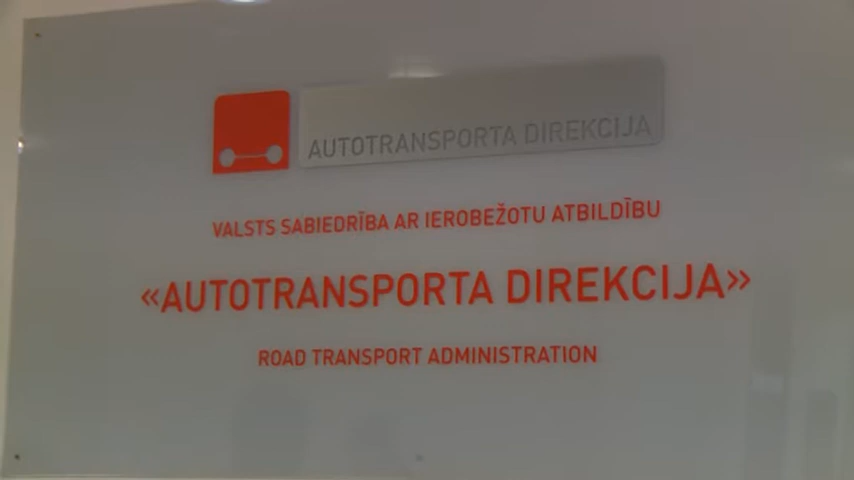 AUTOTRANSPORTA DIREKCIJA
VALSTS SABIEDRĪBA AR IEROBEŽOTU ATBILDĪBU
«AUTOTRANSPORTA DIREKCIJA»
ROAD TRANSPORT ADMINISTRATION